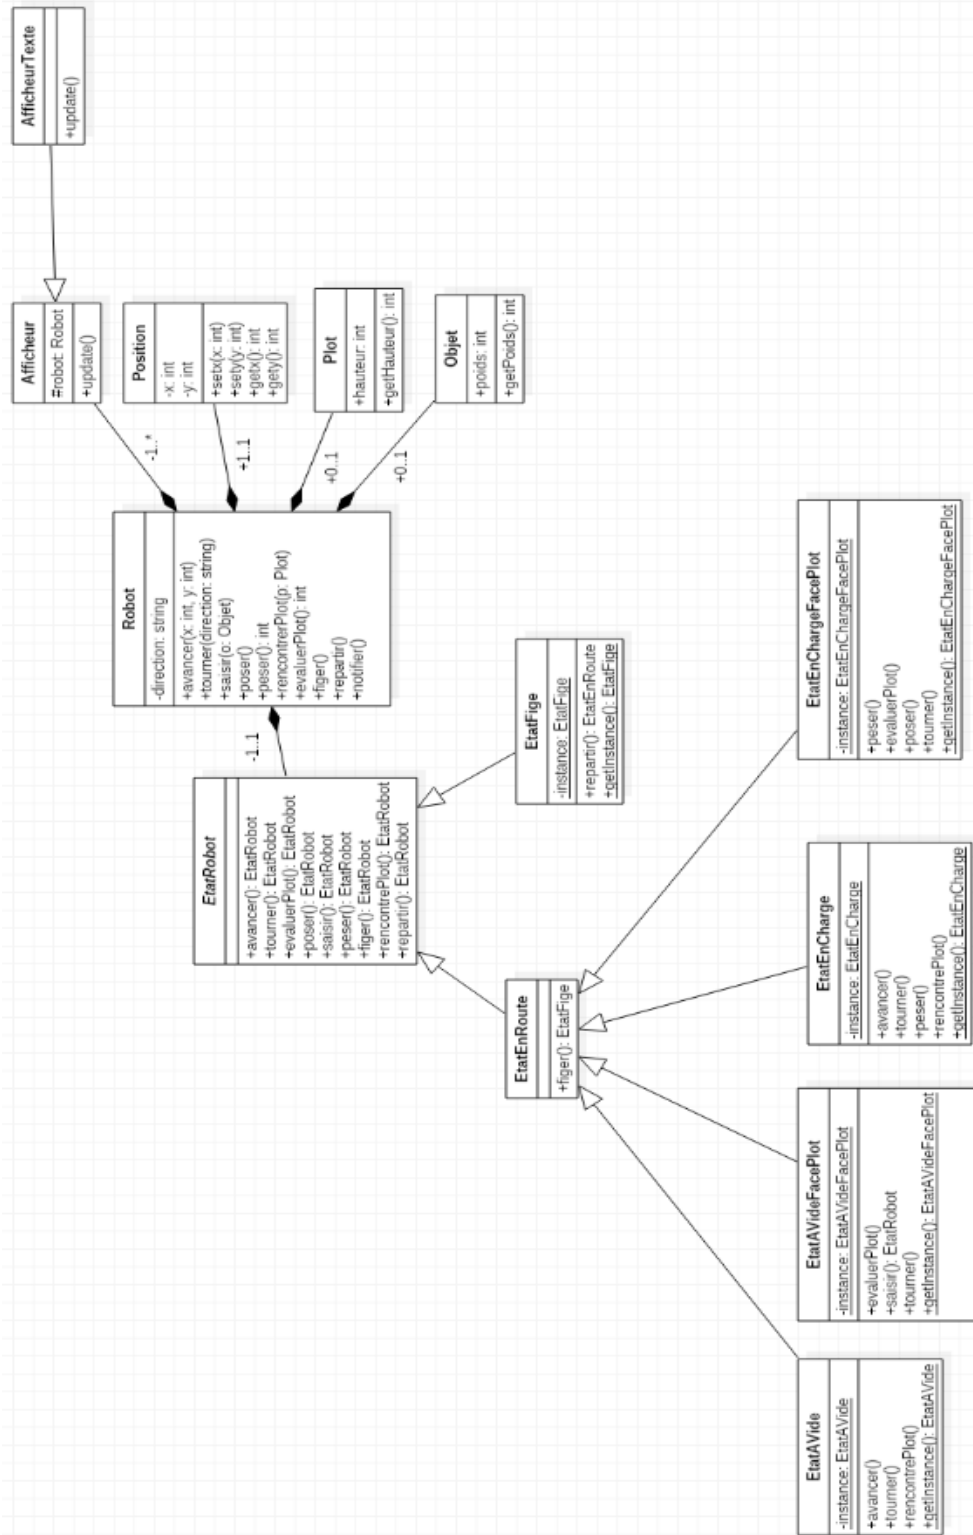 EtatRobot
+avancer(): EtatRobot
+tourner(): EtatRobot
+evaluerPlot(): EtatRobot
+poser(): EtatRobot
+saisir(): EtatRobot
+peser(): EtatRobot
+figer(): EtatRobot
+rencontrePlot(): EtatRobot
+repartir(): EtatRobot
-1..1
Robot
-direction: string
+avancer(x: int, y: int)
+tourner(direction: string)
+saisir(o: Objet)
+poser()
+peser(): int
+rencontrerPlot(p: Plot)
+evaluerPlot(): int
+figer()
+repartir()
+notifier()
-1..*
+1..1
+0..1
+0..1
Afficheur
#robot: Robot
+update()
AfficheurTexte
+update()
Position
-x: int
-y: int
+setx(x: int)
+sety(y: int)
+getx(): int
+gety(): int
Plot
+hauteur: int
+getHauteur(): int
Objet
+poids: int
+getPoids(): int
EtatEnRoute
+figer(): EtatFige
EtatFige
-instance: EtatFige
+repartir(): EtatEnRoute
+getInstance(): EtatFige
EtatAVide
-instance: EtatAVide
+avancer()
+tourner()
+rencontrePlot()
+getInstance(): EtatAVide
EtatAVideFacePlot
-instance: EtatAVideFacePlot
+evaluerPlot()
+saisir(): EtatRobot
+tourner()
+getInstance(): EtatAVideFacePlot
EtatEnCharge
-instance: EtatEnCharge
+avancer()
+tourner()
+peser()
+rencontrePlot()
+getInstance(): EtatEnCharge
EtatEnChargeFacePlot
-instance: EtatEnChargeFacePlot
+peser()
+evaluerPlot()
+poser()
+tourner()
+getInstance(): EtatEnChargeFacePlot